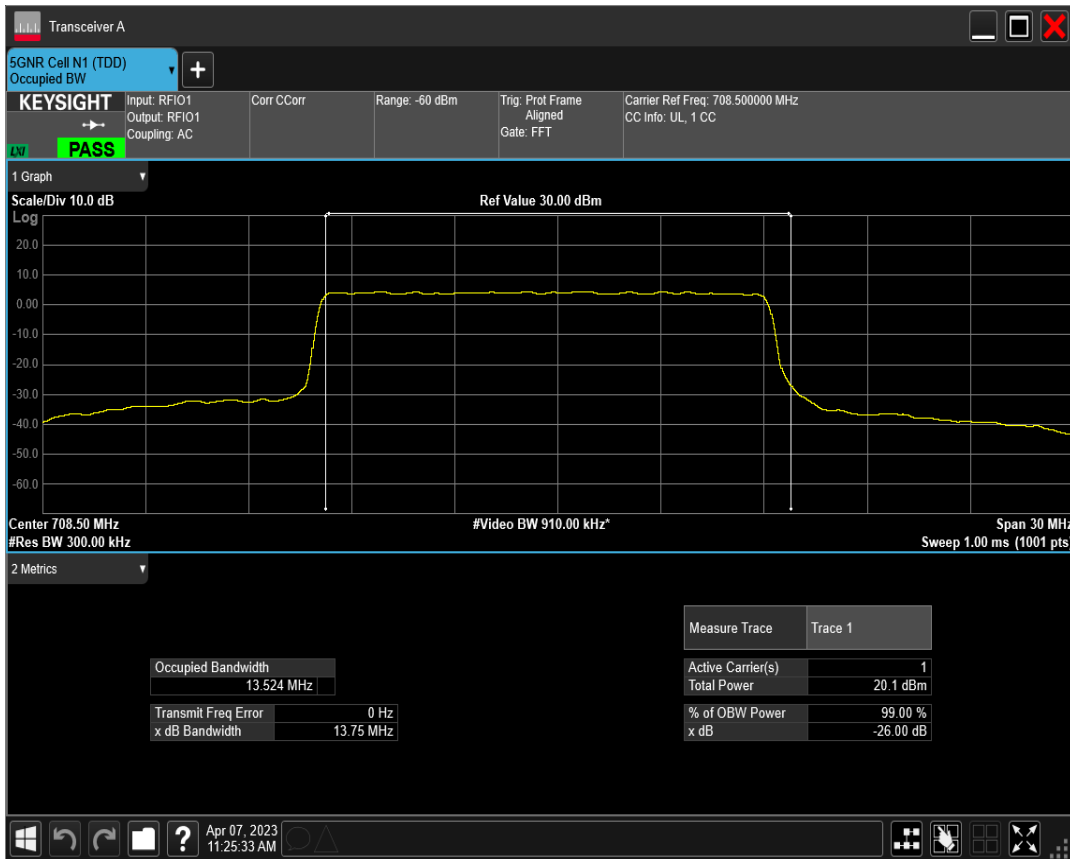 Transceiver A
5GNR Cell N1 (TDD)
Occupied BW
+
KEYSIGHT
LXI
PASS
Input: RFIO1
Output: RFIO1
Coupling: AC
Corr CCorr
Range: -60 dBm
Trig: Prot Frame
Aligned
Gate: FFT
Carrier Ref Freq: 708.500000 MHz
CC Info: UL, 1 CC
1 Graph
Scale/Div 10.0 dB
Ref Value 30.00 dBm
Log
20.0
10.0
0.00
-10.0
-20.0
-30.0
-40.0
-50.0
-60.0
Center 708.50 MHz
#Video BW 910.00 kHz*
Span 30 MHz
#Res BW 300.00 kHz
Sweep 1.00 ms (1001 pts)
2 Metrics
Measure Trace Trace 1
Occupied Bandwidth
13.524 MHz
Active Carrier(s) 1
Total Power 20.1 dBm
Transmit Freq Error 0 Hz
x dB Bandwidth 13.75 MHz
% of OBW Power 99.00 %
x dB -26.00 dB
?
Apr 07, 2023
11:25:33 AM